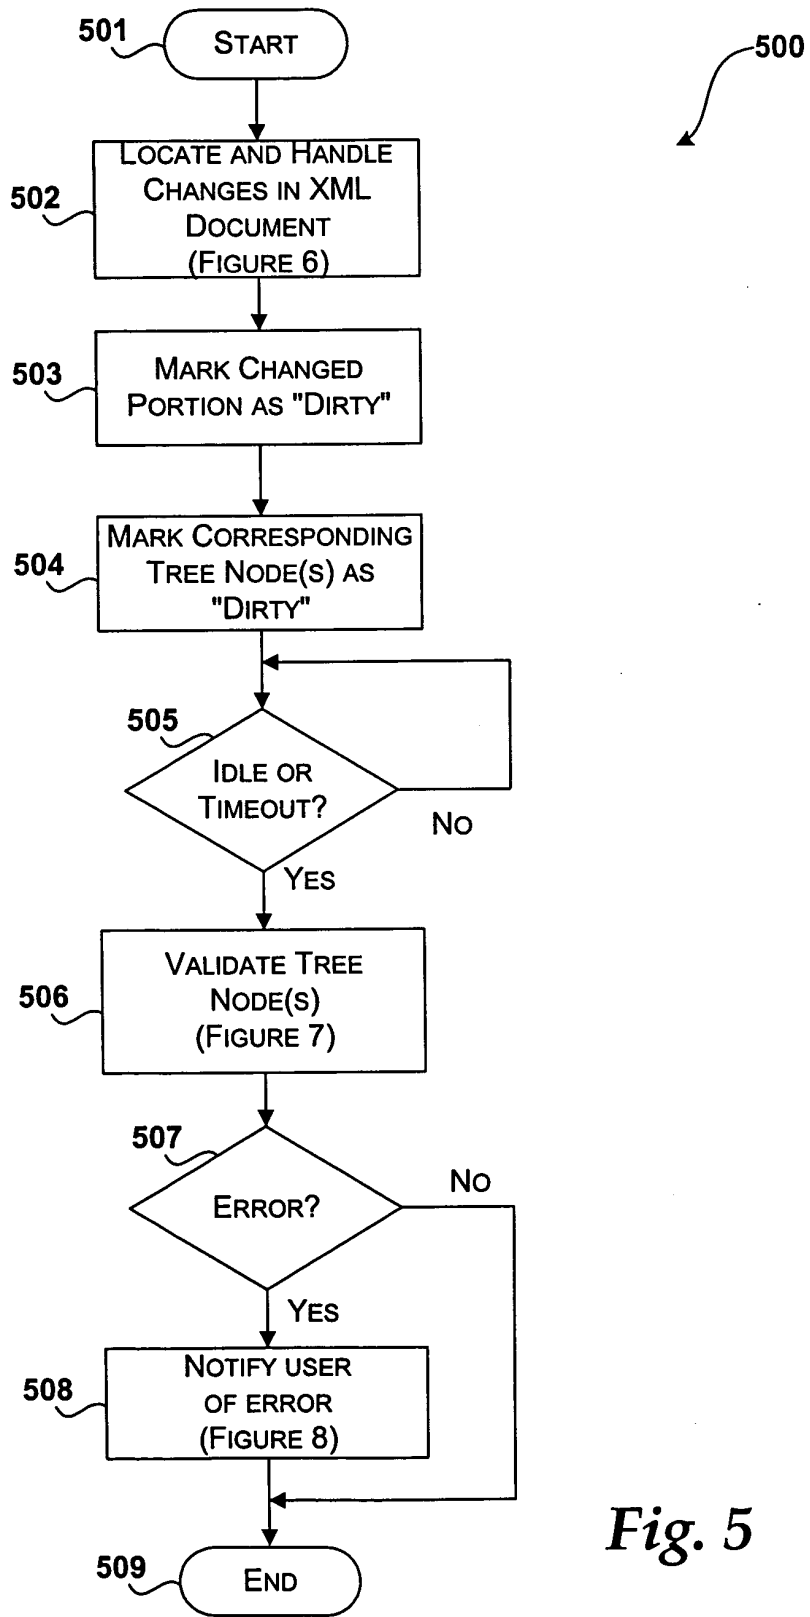 501
START
500
502
LOCATE AND HANDLE
CHANGES IN XML
DOCUMENT
(FIGURE 6)
503
MARK CHANGED
PORTION AS "DIRTY"
504
MARK CORRESPONDING
TREE NODE(S) AS
"DIRTY"
505
IDLE OR
TIMEOUT?
NO
YES
506
VALIDATE TREE
NODE(S)
(FIGURE 7)
507
ERROR?
NO
YES
508
NOTIFY USER
OF ERROR
(FIGURE 8)
509
END
Fig. 5